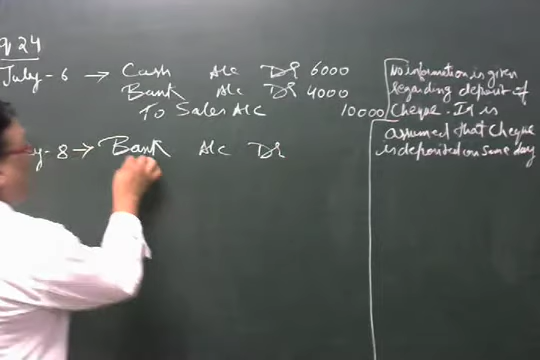 Q 24
July-6 → Cash A/c Dr 6000
Bank A/c Dr 4000
To Sales A/c 10000
y-8 → Bank A/c Dr
No information is given
Regarding deposit of
Cheque. It is
assumed that Cheque
is deposited on same day